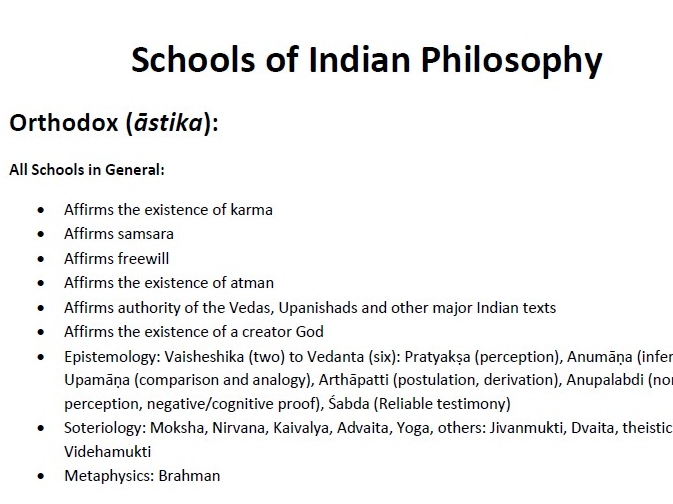 Schools of Indian Philosophy
Orthodox (āstika):
All Schools in General:
• Affirms the existence of karma
• Affirms samsara
• Affirms freewill
• Affirms the existence of atman
• Affirms authority of the Vedas, Upanishads and other major Indian texts
• Affirms the existence of a creator God
• Epistemology: Vaisheshika (two) to Vedanta (six): Pratyakṣa (perception), Anumāṇa (infer
Upamāṇa (comparison and analogy), Arthāpatti (postulation, derivation), Anupalabdi (no
perception, negative/cognitive proof), Śabda (Reliable testimony)
• Soteriology: Moksha, Nirvana, Kaivalya, Advaita, Yoga, others: Jivanmukti, Dvaita, theistic
Videhamukti
• Metaphysics: Brahman